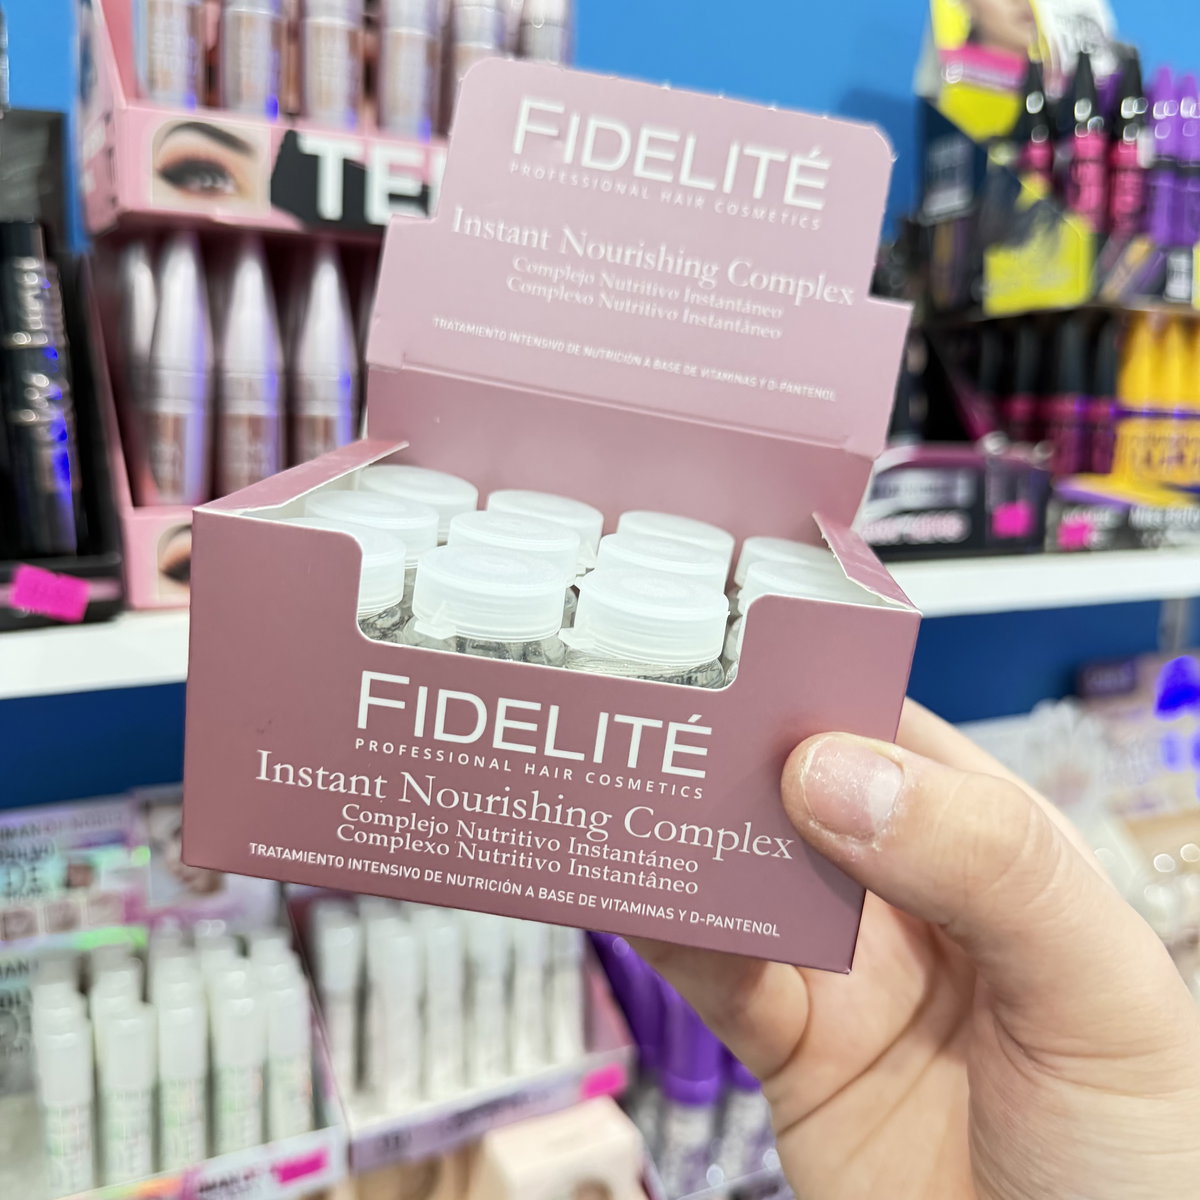 TE
FIDELITÉ
PROFESSIONAL HAIR COSMETICS
Instant Nourishing Complex
Complejo Nutritivo Instantáneo
Complexo Nutritivo Instantâneo
TRATAMIENTO INTENSIVO DE NUTRICIÓN A BASE DE VITAMINAS Y D-PANTENOL
FIDELITÉ
PROFESSIONAL HAIR COSMETICS
Instant Nourishing Complex
Complejo Nutritivo Instantáneo
Complexo Nutritivo Instantâneo
TRATAMIENTO INTENSIVO DE NUTRICIÓN A BASE DE VITAMINAS Y D-PANTENOL